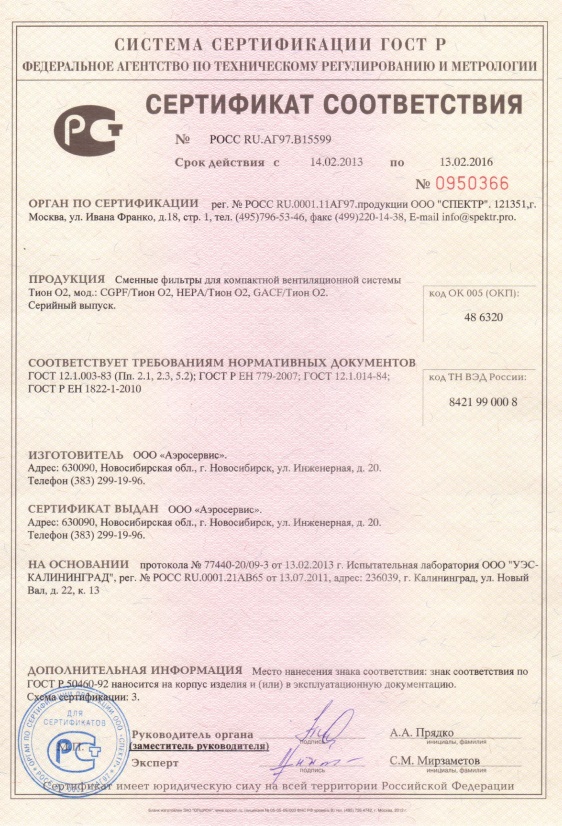 СИСТЕМА СЕРТИФИКАЦИИ ГОСТ Р
ФЕДЕРАЛЬНОЕ АГЕНТСТВО ПО ТЕХНИЧЕСКОМУ РЕГУЛИРОВАНИЮ И МЕТРОЛОГИИ
СЕРТИФИКАТ СООТВЕТСТВИЯ
№ РОСС RU.АГ97.В15599
Срок действия с 14.02.2013 по 13.02.2016
№ 0950366
ОРГАН ПО СЕРТИФИКАЦИИ рег. № РОСС RU.0001.11АГ97.продукции ООО "СПЕКТР". 121351,г.
Москва, ул. Ивана Франко, д.18, стр. 1, тел. (495)796-53-46, факс (499)220-14-38, E-mail info@spektr.pro.
ПРОДУКЦИЯ Сменные фильтры для компактной вентиляционной системы
Тион О2, мод.: CGPF/Тион О2, HEPA/Тион О2, GACF/Тион О2.
Серийный выпуск.
код ОК 005 (ОКП):
48 6320
СООТВЕТСТВУЕТ ТРЕБОВАНИЯМ НОРМАТИВНЫХ ДОКУМЕНТОВ
ГОСТ 12.1.003-83 (Пп. 2.1, 2.3, 5.2); ГОСТ Р ЕН 779-2007; ГОСТ 12.1.014-84;
ГОСТ Р ЕН 1822-1-2010
код ТН ВЭД России:
8421 99 000 8
ИЗГОТОВИТЕЛЬ ООО «Аэросервис».
Адрес: 630090, Новосибирская обл., г. Новосибирск, ул. Инженерная, д. 20.
Телефон (383) 299-19-96.
СЕРТИФИКАТ ВЫДАН ООО «Аэросервис».
Адрес: 630090, Новосибирская обл., г. Новосибирск, ул. Инженерная, д. 20.
Телефон (383) 299-19-96.
НА ОСНОВАНИИ протокола № 77440-20/09-3 от 13.02.2013 г. Испытательная лаборатория ООО "УЭС-
КАЛИНИНГРАД", рег. № РОСС RU.0001.21АВ65 от 13.07.2011, адрес: 236039, г. Калининград, ул. Новый
Вал, д. 22, к. 13
ДОПОЛНИТЕЛЬНАЯ ИНФОРМАЦИЯ Место нанесения знака соответствия: знак соответствия по
ГОСТ Р 50460-92 наносится на корпус изделия и (или) в эксплуатационную документацию.
Схема сертификации: 3.
ДЛЯ
СЕРТИФИКАТОВ
М.П.
Руководитель органа
(заместитель руководителя)
подпись
А.А. Прядко
инициалы, фамилия
Эксперт
подпись
С.М. Мирзаметов
инициалы, фамилия
Сертификат имеет юридическую силу на всей территории Российской Федерации